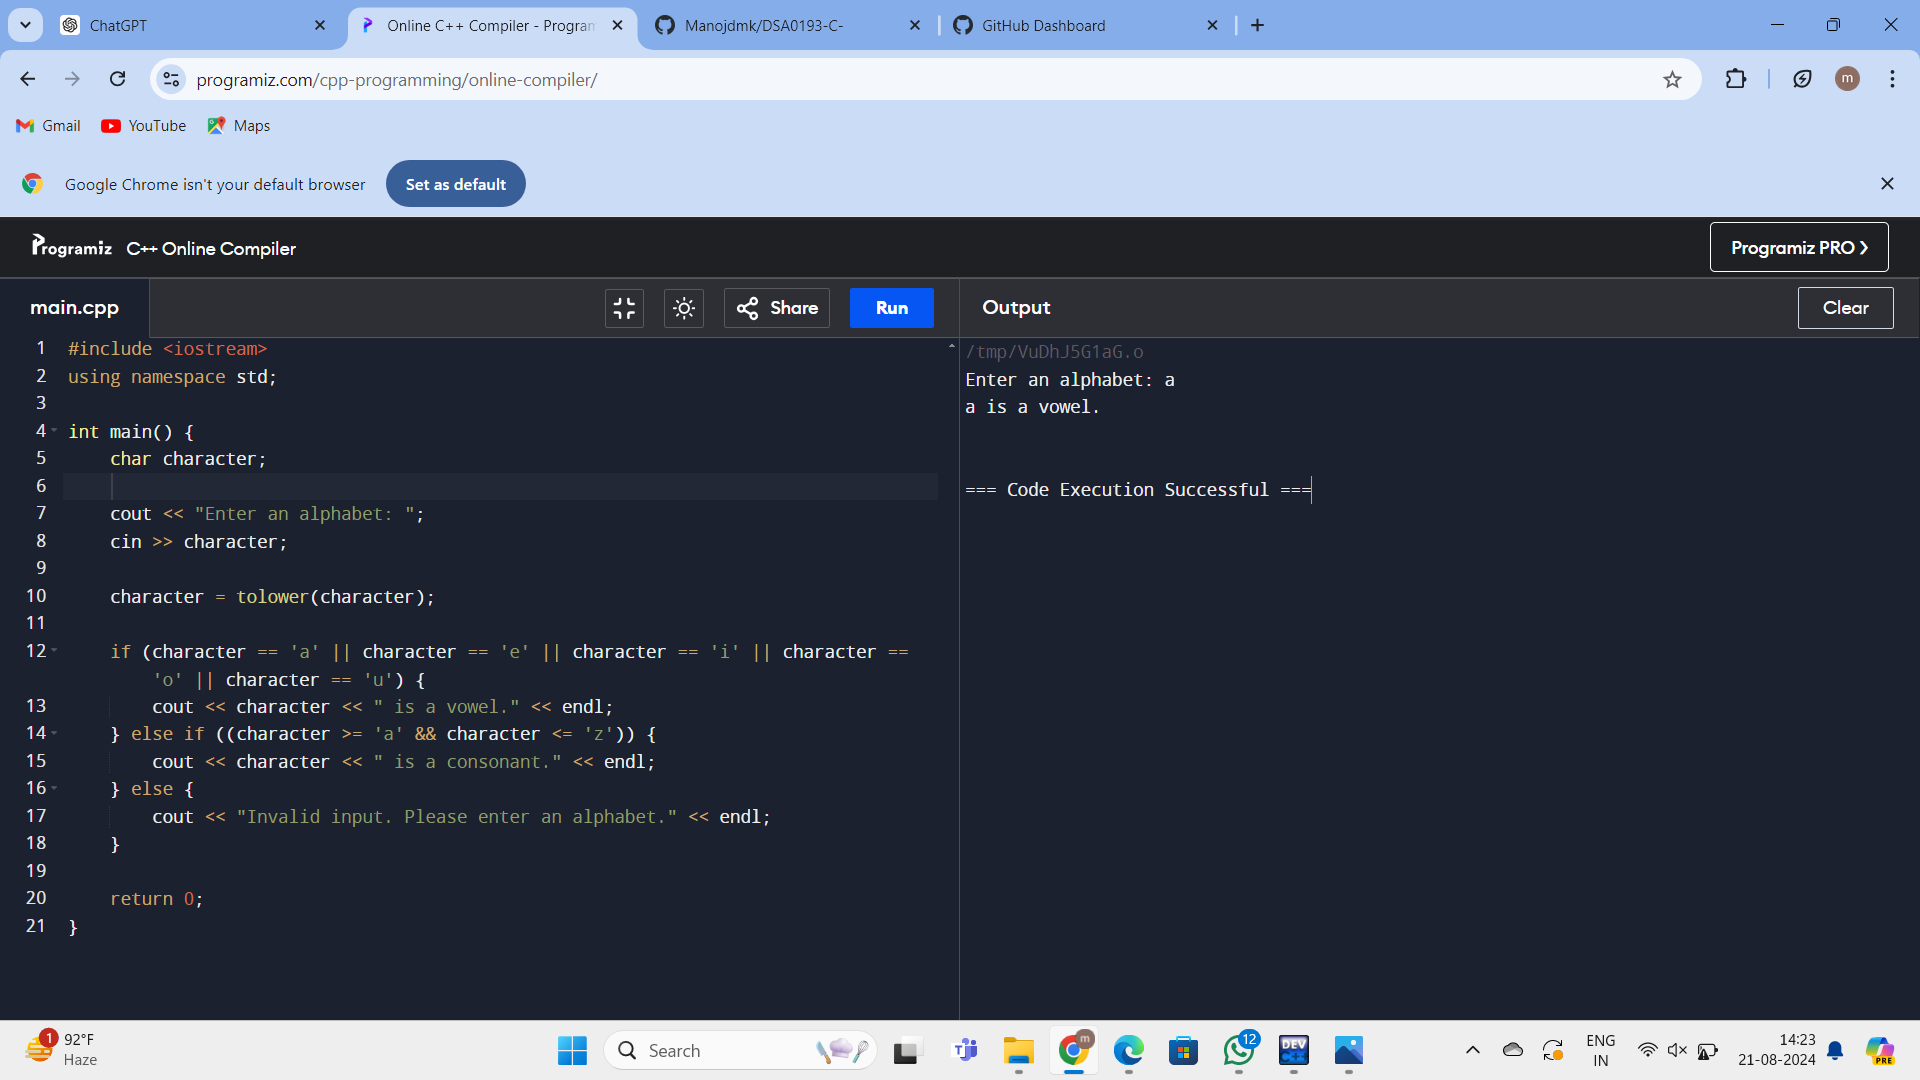 ChatGPT
Online C++ Compiler - Program
Manojdmk/DSA0193-C-
GitHub Dashboard
programiz.com/cpp-programming/online-compiler/
m
Gmail
YouTube
Maps
Google Chrome isn't your default browser
Set as default
Programiz
C++ Online Compiler
Programiz PRO
main.cpp
Share
Run
Output
Clear
1 #include <iostream>
2 using namespace std;
3
4 int main() {
5 char character;
6
7 cout << "Enter an alphabet: ";
8 cin >> character;
9
10 character = tolower(character);
11
12 if (character == 'a' || character == 'e' || character == 'i' || character ==
'o' || character == 'u') {
13 cout << character << " is a vowel." << endl;
14 } else if ((character >= 'a' && character <= 'z')) {
15 cout << character << " is a consonant." << endl;
16 } else {
17 cout << "Invalid input. Please enter an alphabet." << endl;
18 }
19
20 return 0;
21 }
/tmp/VuDhJ5G1aG.o
Enter an alphabet: a
a is a vowel.
=== Code Execution Successful ===
1
92°F
Haze
Search
m
12
DEV
C++
ENG
IN
14:23
21-08-2024
PRE